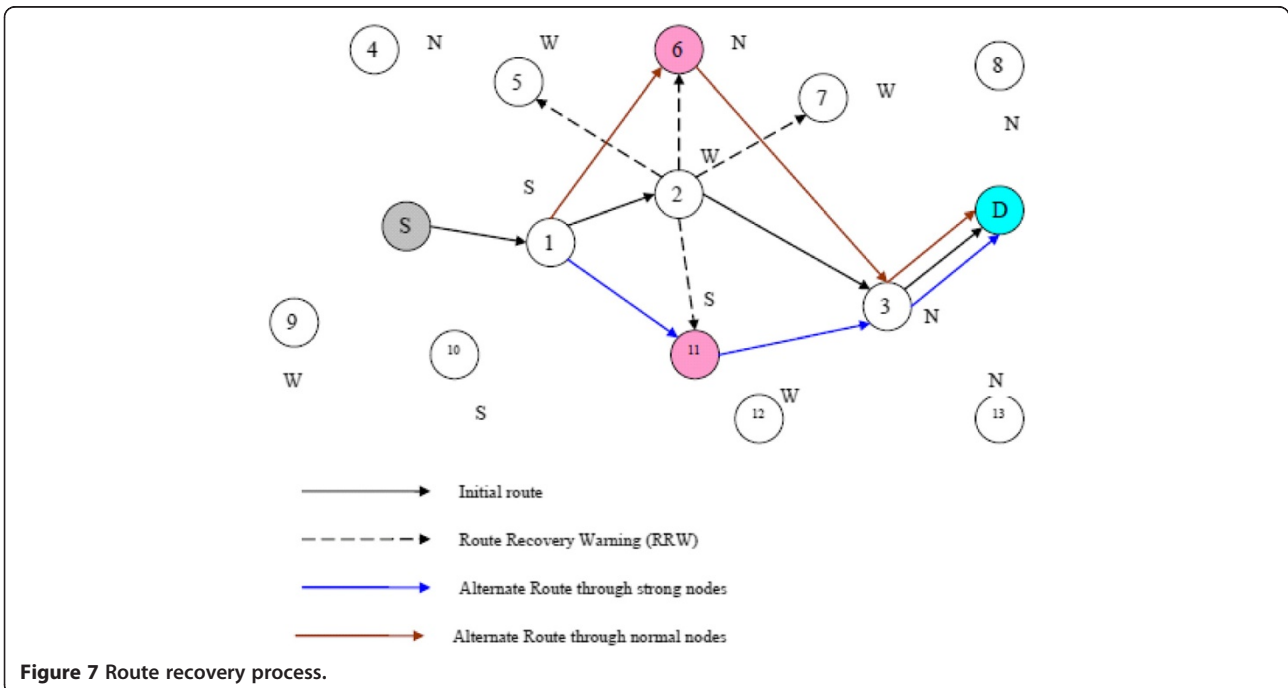 4 N W 6 N
8
5
7 W
N
W
2
S
S
D
1
S
3
N
9
10
11
W
N
W
S
12
13
Initial route
Route Recovery Warning (RRW)
Alternate Route through strong nodes
Alternate Route through normal nodes
Figure 7 Route recovery process.